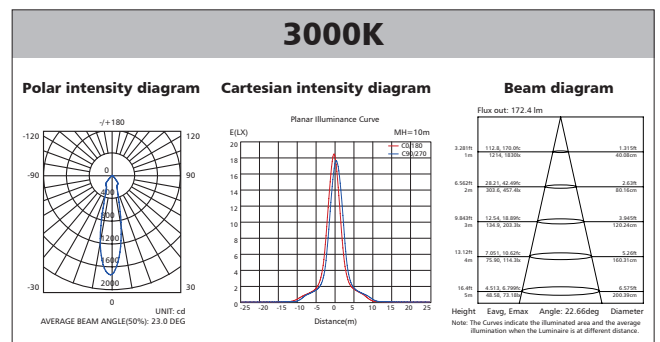 3000K
Polar intensity diagram
Cartesian intensity diagram
Beam diagram
-/+180
-120
120
-90
90
-30
30
0
0
400
800
1200
1600
2000
UNIT: cd
AVERAGE BEAM ANGLE(50%): 23.0 DEG
Planar Illuminance Curve
E(LX)
MH=10m
C0/180
C90/270
20
18
16
14
12
10
8
6
4
2
0
-25 -20 -15 -10 -5 0 5 10 15 20 25
Distance(m)
Flux out: 172.4 lm
3.281ft 112.8, 170.0fc 1.315ft
1m 1214, 1830lx 40.08cm
6.562ft 28.21, 42.49fc 2.63ft
2m 303.6, 457.4lx 80.16cm
9.843ft 12.54, 18.89fc 3.945ft
3m 134.9, 203.3lx 120.24cm
13.12ft 7.051, 10.62fc 5.26ft
4m 75.90, 114.3lx 160.31cm
16.4ft 4.513, 6.799fc 6.575ft
5m 48.58, 73.18lx 200.39cm
Height Eavg, Emax Angle: 22.66deg Diameter
Note: The Curves indicate the illuminated area and the average
illumination when the Luminaire is at different distance.